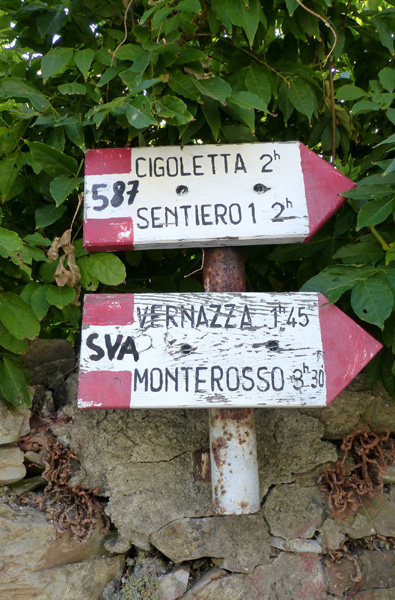 CIGOLETTA 2h
587
SENTIERO 1 2h
VERNAZZA 1h45
SVA
MONTEROSSO 3h30